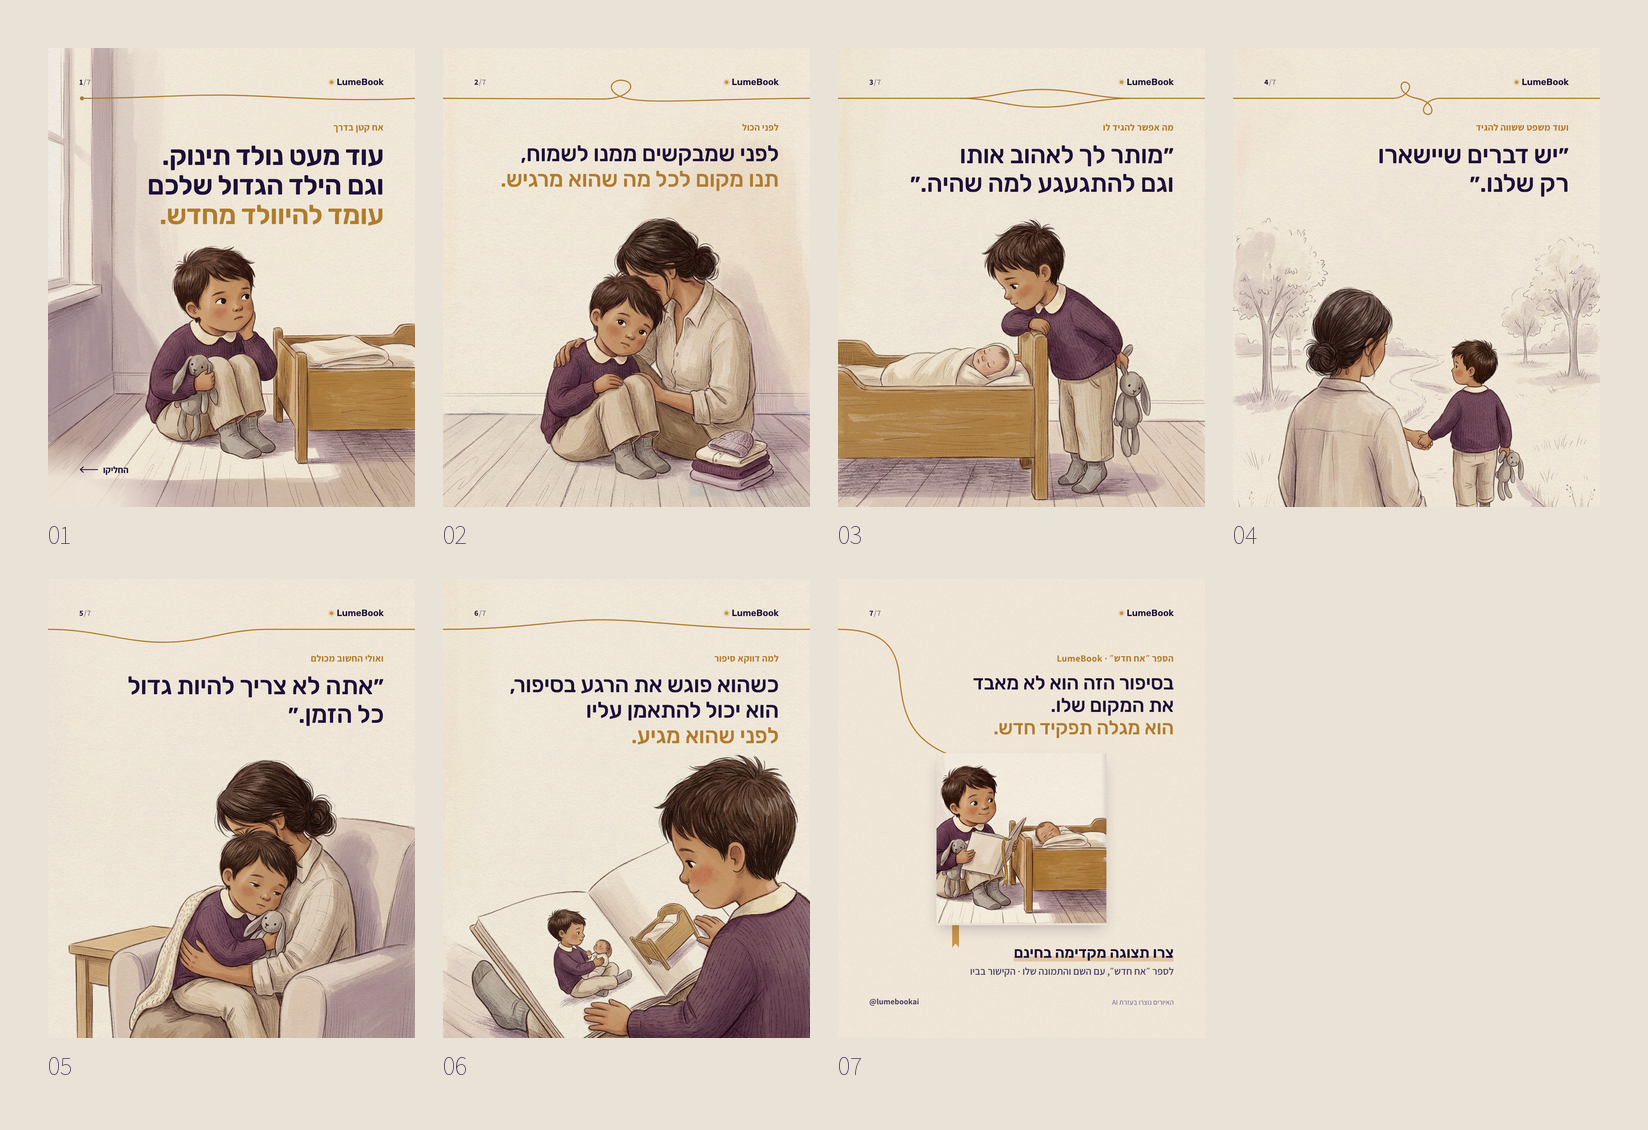 1/7
LumeBook
אח קטן בדרך
עוד מעט נולד תינוק.
וגם הילד הגדול שלכם
עומד להיוולד מחדש.
החליקו
01
2/7
LumeBook
לפני הכול
לפני שמבקשים ממנו לשמוח,
תנו מקום לכל מה שהוא מרגיש.
02
3/7
LumeBook
מה אפשר להגיד לו
"מותר לך לאהוב אותו
וגם להתגעגע למה שהיה."
03
4/7
LumeBook
ועוד משפט ששווה להגיד
"יש דברים שיישארו
רק שלנו."
04
5/7
LumeBook
ואולי החשוב מכולם
"אתה לא צריך להיות גדול
כל הזמן."
05
6/7
LumeBook
למה דווקא סיפור
כשהוא פוגש את הרגע בסיפור,
הוא יכול להתאמן עליו
לפני שהוא מגיע.
06
7/7
LumeBook
הספר "אח חדש" · LumeBook
בסיפור הזה הוא לא מאבד
את המקום שלו.
הוא מגלה תפקיד חדש.
צרו תצוגה מקדימה בחינם
לספר "אח חדש", עם השם והתמונה שלו · הקישור בביו
@lumebookai
האיורים נוצרו בעזרת AI
07